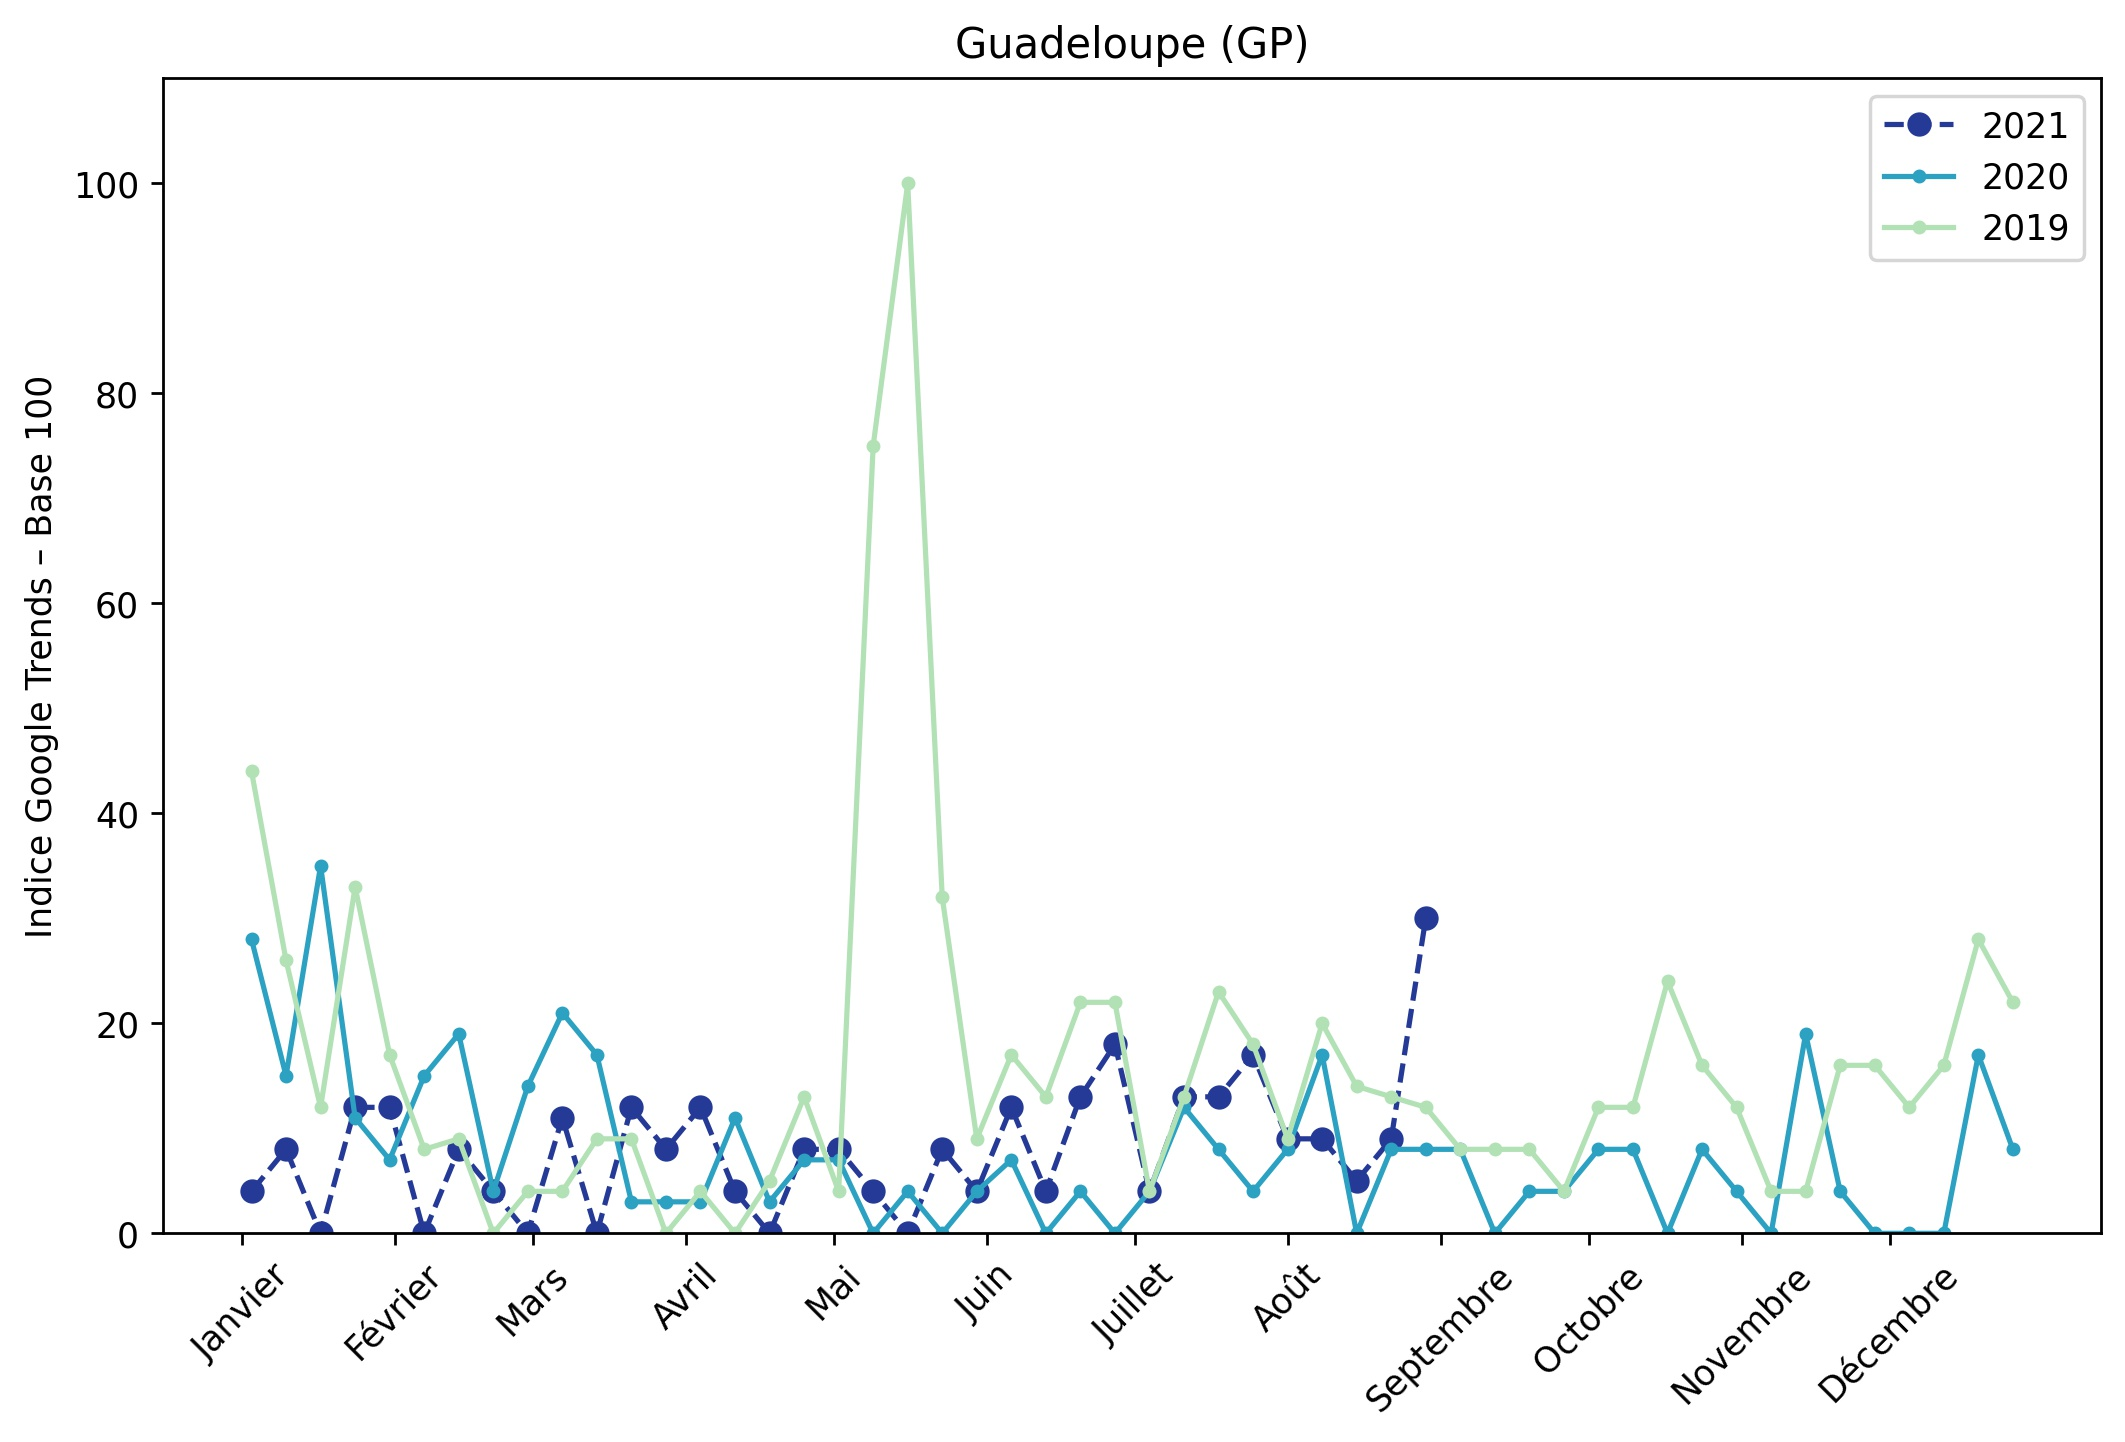 Guadeloupe (GP)
2021
2020
2019
Indice Google Trends – Base 100
100
80
60
40
20
0
Janvier
Février
Mars
Avril
Mai
Juin
Juillet
Août
Septembre
Octobre
Novembre
Décembre